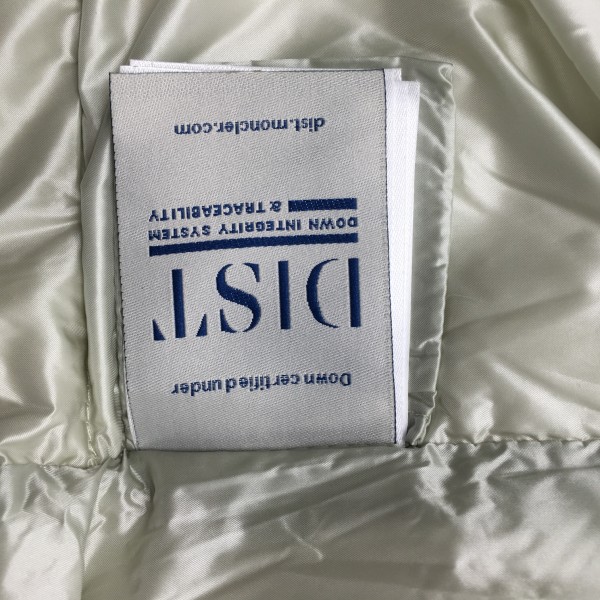 Down certified under
DIST
DOWN INTEGRITY SYSTEM
& TRACEABILITY
dist.moncler.com